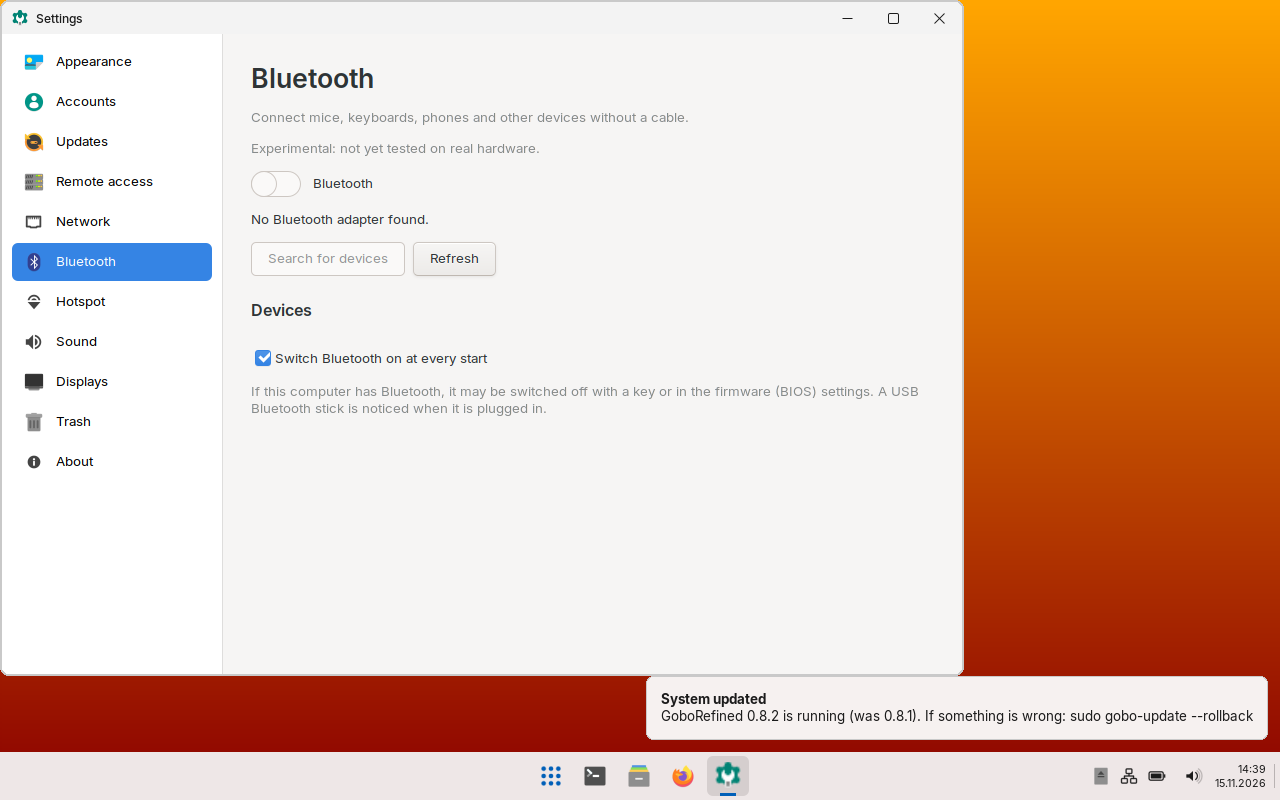 Settings
Appearance
Accounts
Updates
Remote access
Network
Bluetooth
Hotspot
Sound
Displays
Trash
About
Bluetooth
Connect mice, keyboards, phones and other devices without a cable.
Experimental: not yet tested on real hardware.
Bluetooth
No Bluetooth adapter found.
Search for devices
Refresh
Devices
Switch Bluetooth on at every start
If this computer has Bluetooth, it may be switched off with a key or in the firmware (BIOS) settings. A USB
Bluetooth stick is noticed when it is plugged in.
System updated
GoboRefined 0.8.2 is running (was 0.8.1). If something is wrong: sudo gobo-update --rollback
14:39
15.11.2026